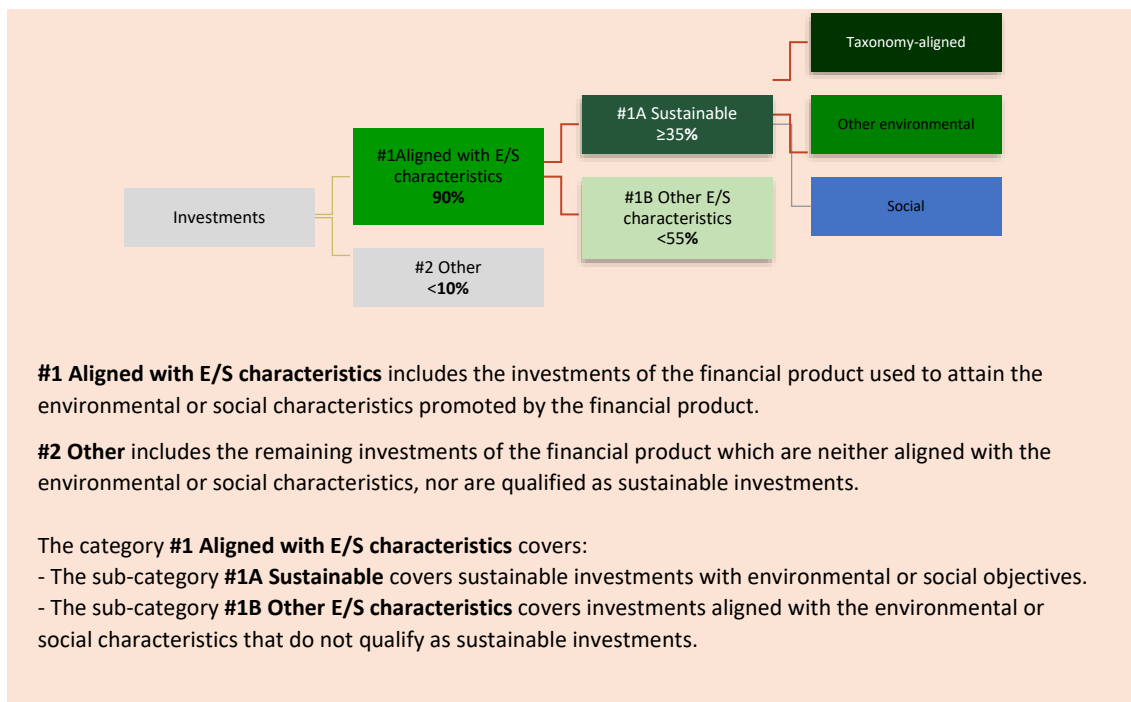 Taxonomy-aligned
#1A Sustainable
≥35%
Other environmental
#1Aligned with E/S
characteristics
90%
#1B Other E/S
characteristics
<55%
Investments
Social
#2 Other
<10%
#1 Aligned with E/S characteristics includes the investments of the financial product used to attain the
environmental or social characteristics promoted by the financial product.
#2 Other includes the remaining investments of the financial product which are neither aligned with the
environmental or social characteristics, nor are qualified as sustainable investments.
The category #1 Aligned with E/S characteristics covers:
- The sub-category #1A Sustainable covers sustainable investments with environmental or social objectives.
- The sub-category #1B Other E/S characteristics covers investments aligned with the environmental or
social characteristics that do not qualify as sustainable investments.